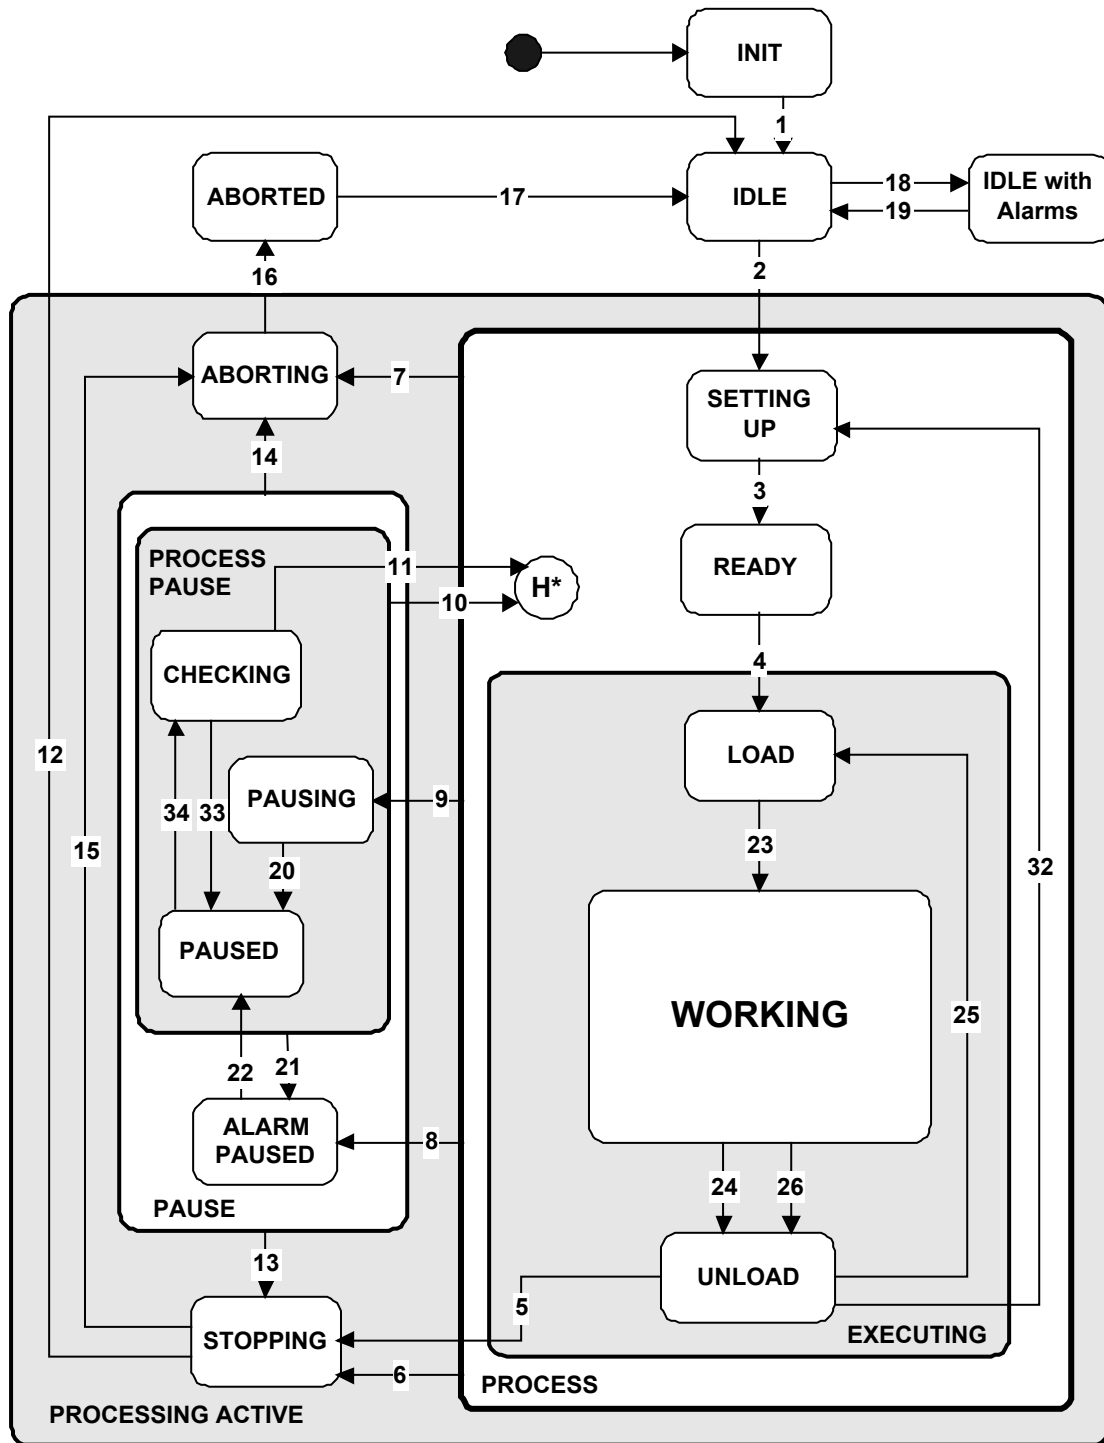 INIT
1
ABORTED
17
IDLE
18
19
IDLE with
Alarms
16
2
ABORTING
7
SETTING
UP
14
3
PROCESS
PAUSE
11
10
H*
READY
4
CHECKING
12
LOAD
34
33
PAUSING
9
15
20
23
32
PAUSED
WORKING
25
22
21
ALARM
PAUSED
8
24
26
PAUSE
13
UNLOAD
5
STOPPING
EXECUTING
6
PROCESS
PROCESSING ACTIVE